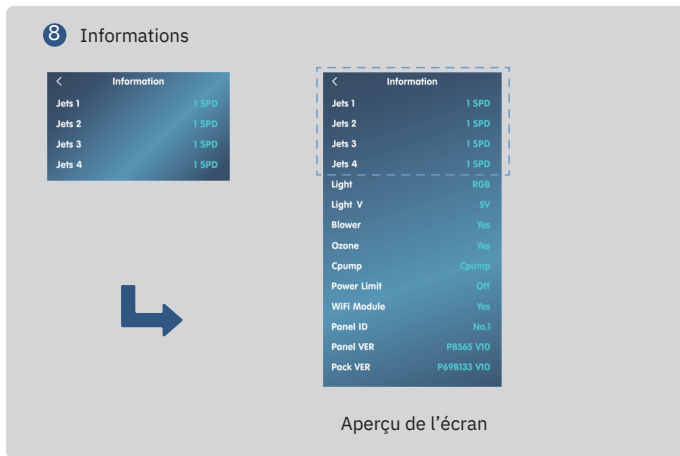 8 Informations
< Information
Jets 1 1 SPD
Jets 2 1 SPD
Jets 3 1 SPD
Jets 4 1 SPD
< Information
Jets 1 1 SPD
Jets 2 1 SPD
Jets 3 1 SPD
Jets 4 1 SPD
Light RGB
Light V 5V
Blower Yes
Ozone Yes
Cpump Cpump
Power Limit Off
WiFi Module Yes
Panel ID No.1
Panel VER P8565 V10
Pack VER P69B133 V10
Aperçu de l’écran